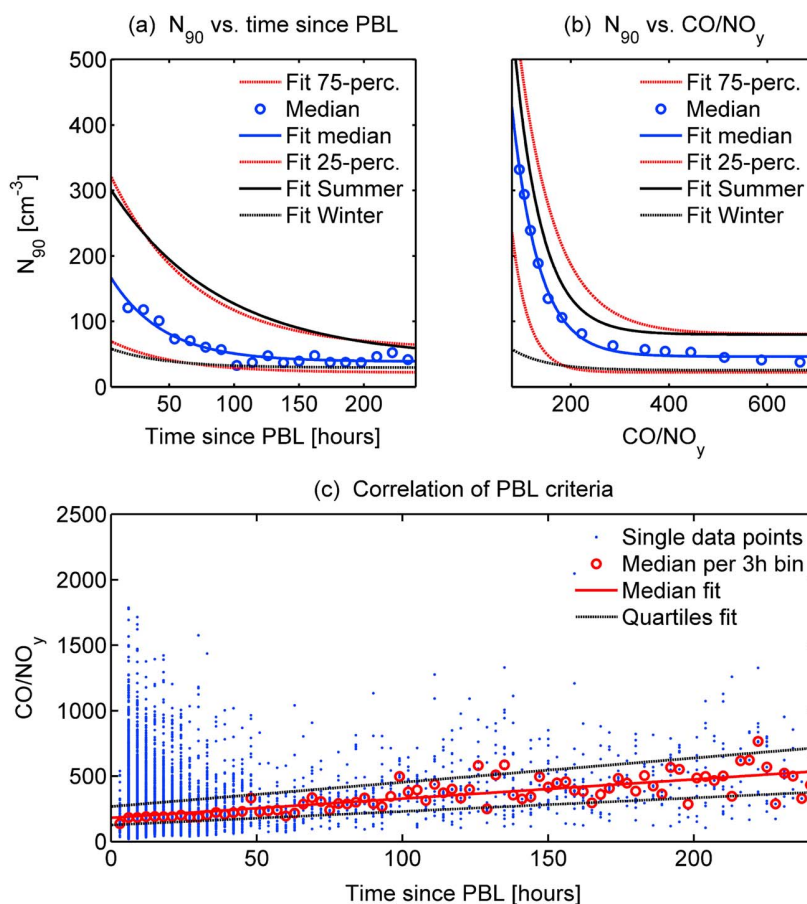 (a) N₉₀ vs. time since PBL
(b) N₉₀ vs. CO/NOᵧ
500
400
300
200
100
0
N₉₀ [cm⁻³]
Fit 75-perc.
Median
Fit median
Fit 25-perc.
Fit Summer
Fit Winter
50 100 150 200
Time since PBL [hours]
Fit 75-perc.
Median
Fit median
Fit 25-perc.
Fit Summer
Fit Winter
200 400 600
CO/NOᵧ
(c) Correlation of PBL criteria
2500
2000
1500
1000
500
0
CO/NOᵧ
Single data points
Median per 3h bin
Median fit
Quartiles fit
0 50 100 150 200
Time since PBL [hours]